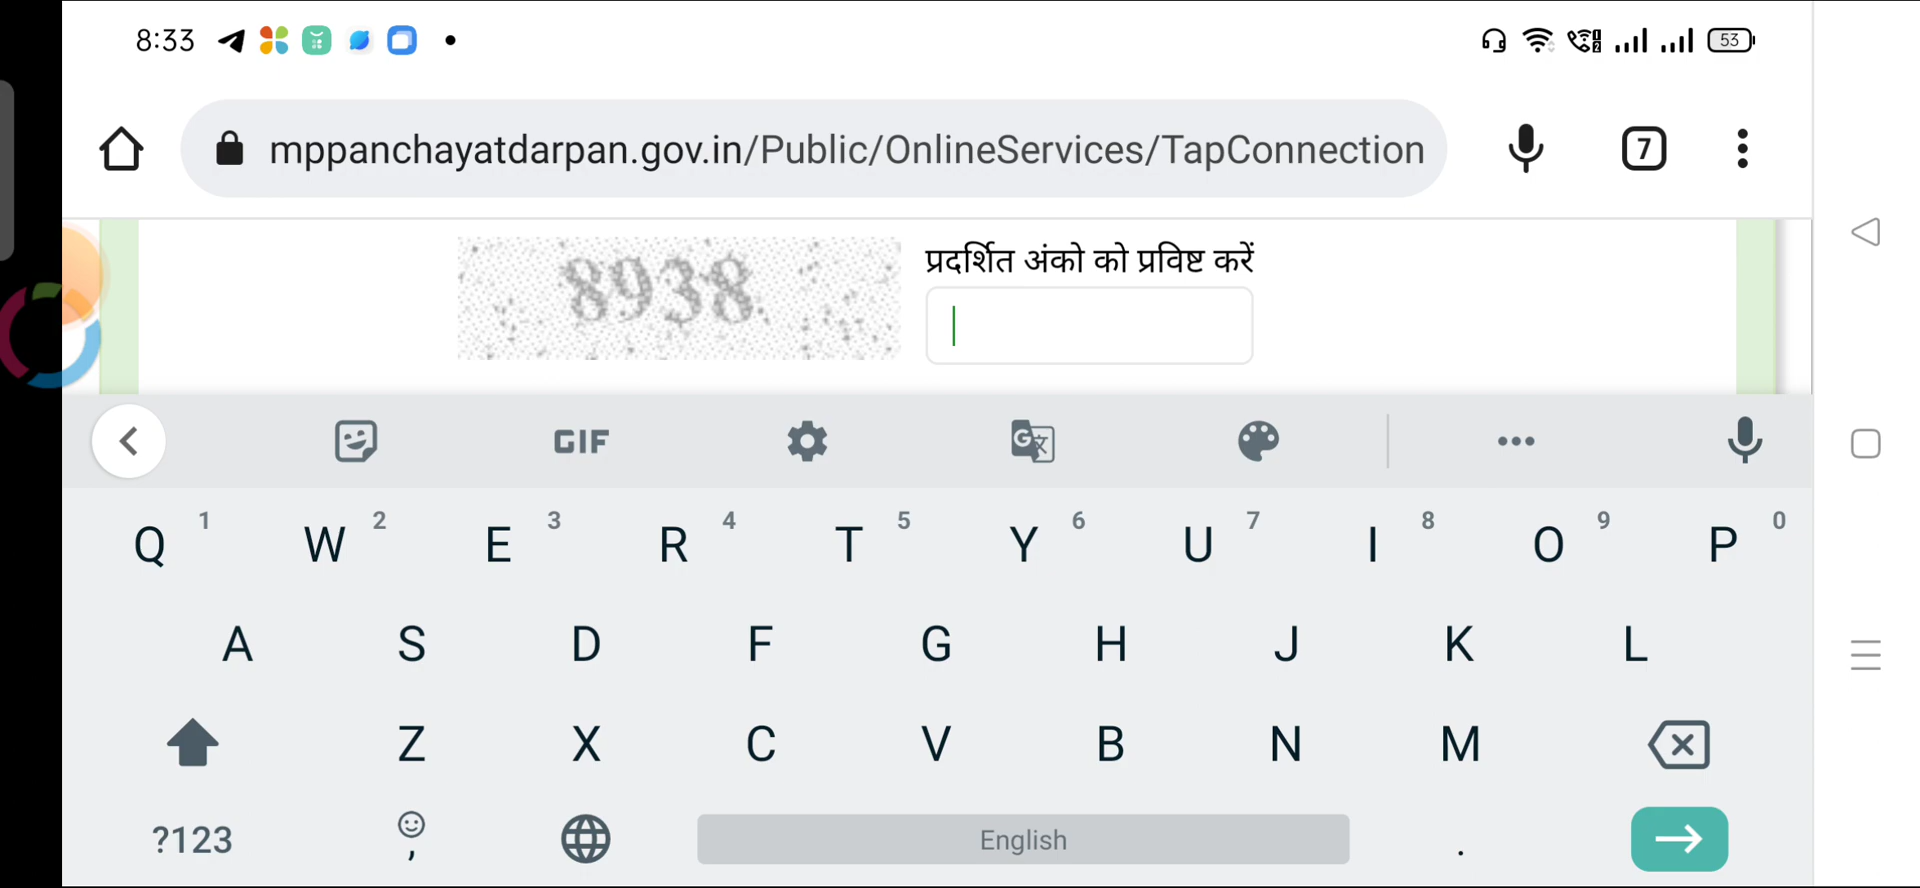 8:33
53
mppanchayatdarpan.gov.in/Public/OnlineServices/TapConnection
7
8938
प्रदर्शित अंको को प्रविष्ट करें
GIF
Q 1 W 2 E 3 R 4 T 5 Y 6 U 7 I 8 O 9 P 0
A S D F G H J K L
Z X C V B N M
?123 , English .